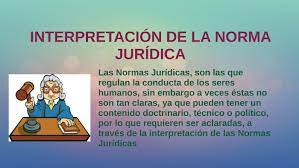 INTERPRETACIÓN DE LA NORMA
JURÍDICA
Las Normas Jurídicas, son las que
regulan la conducta de los seres
humanos, sin embargo a veces éstas no
son tan claras, ya que pueden tener un
contenido doctrinario, técnico o político,
por lo que requieren ser aclaradas, a
través de la interpretación de las Normas
Jurídicas